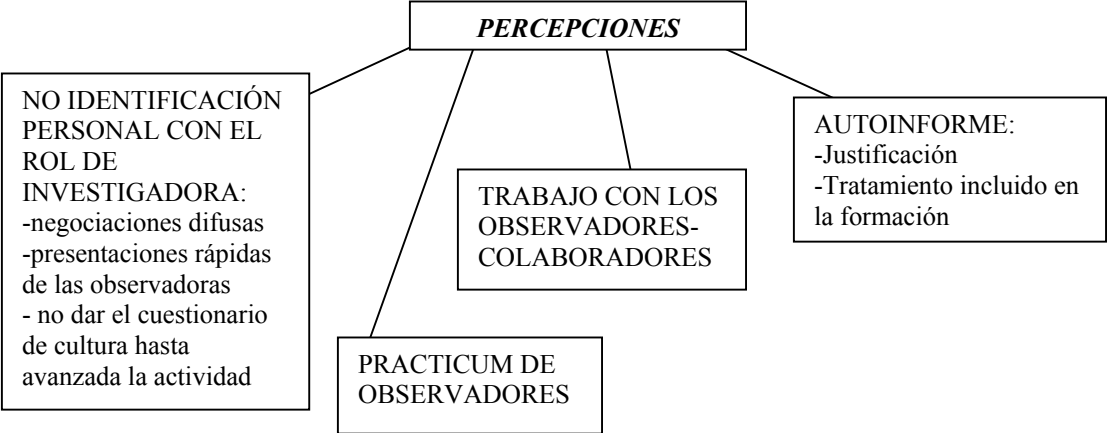 PERCEPCIONES
NO IDENTIFICACIÓN
PERSONAL CON EL
ROL DE
INVESTIGADORA:
-negociaciones difusas
-presentaciones rápidas
de las observadoras
- no dar el cuestionario
de cultura hasta
avanzada la actividad
PRACTICUM DE
OBSERVADORES
TRABAJO CON LOS
OBSERVADORES-
COLABORADORES
AUTOINFORME:
-Justificación
-Tratamiento incluido en
la formación